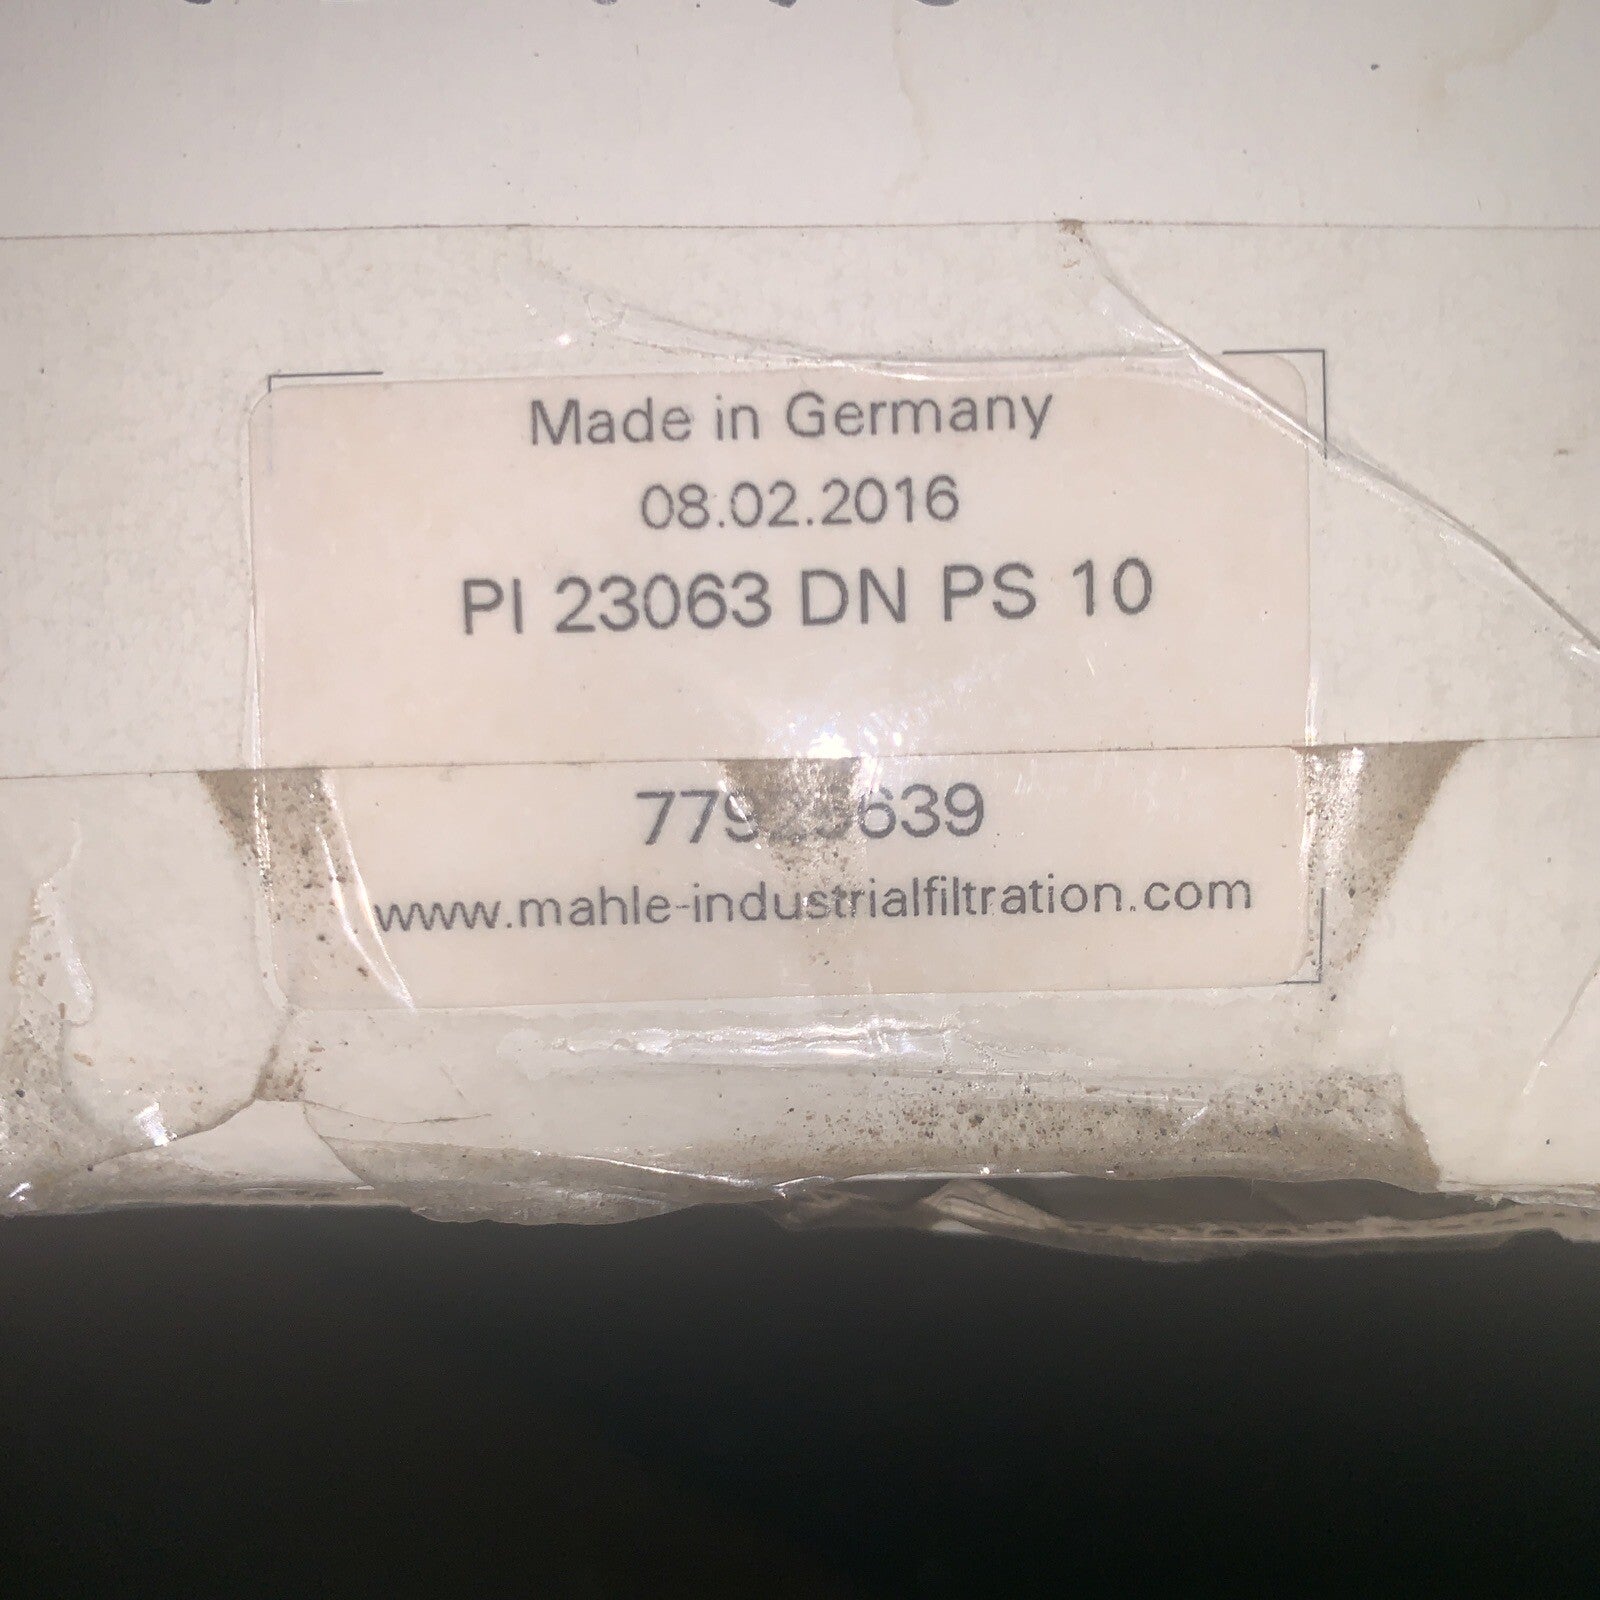 Made in Germany
08.02.2016
PI 23063 DN PS 10
www.mahle-industrialfiltration.com